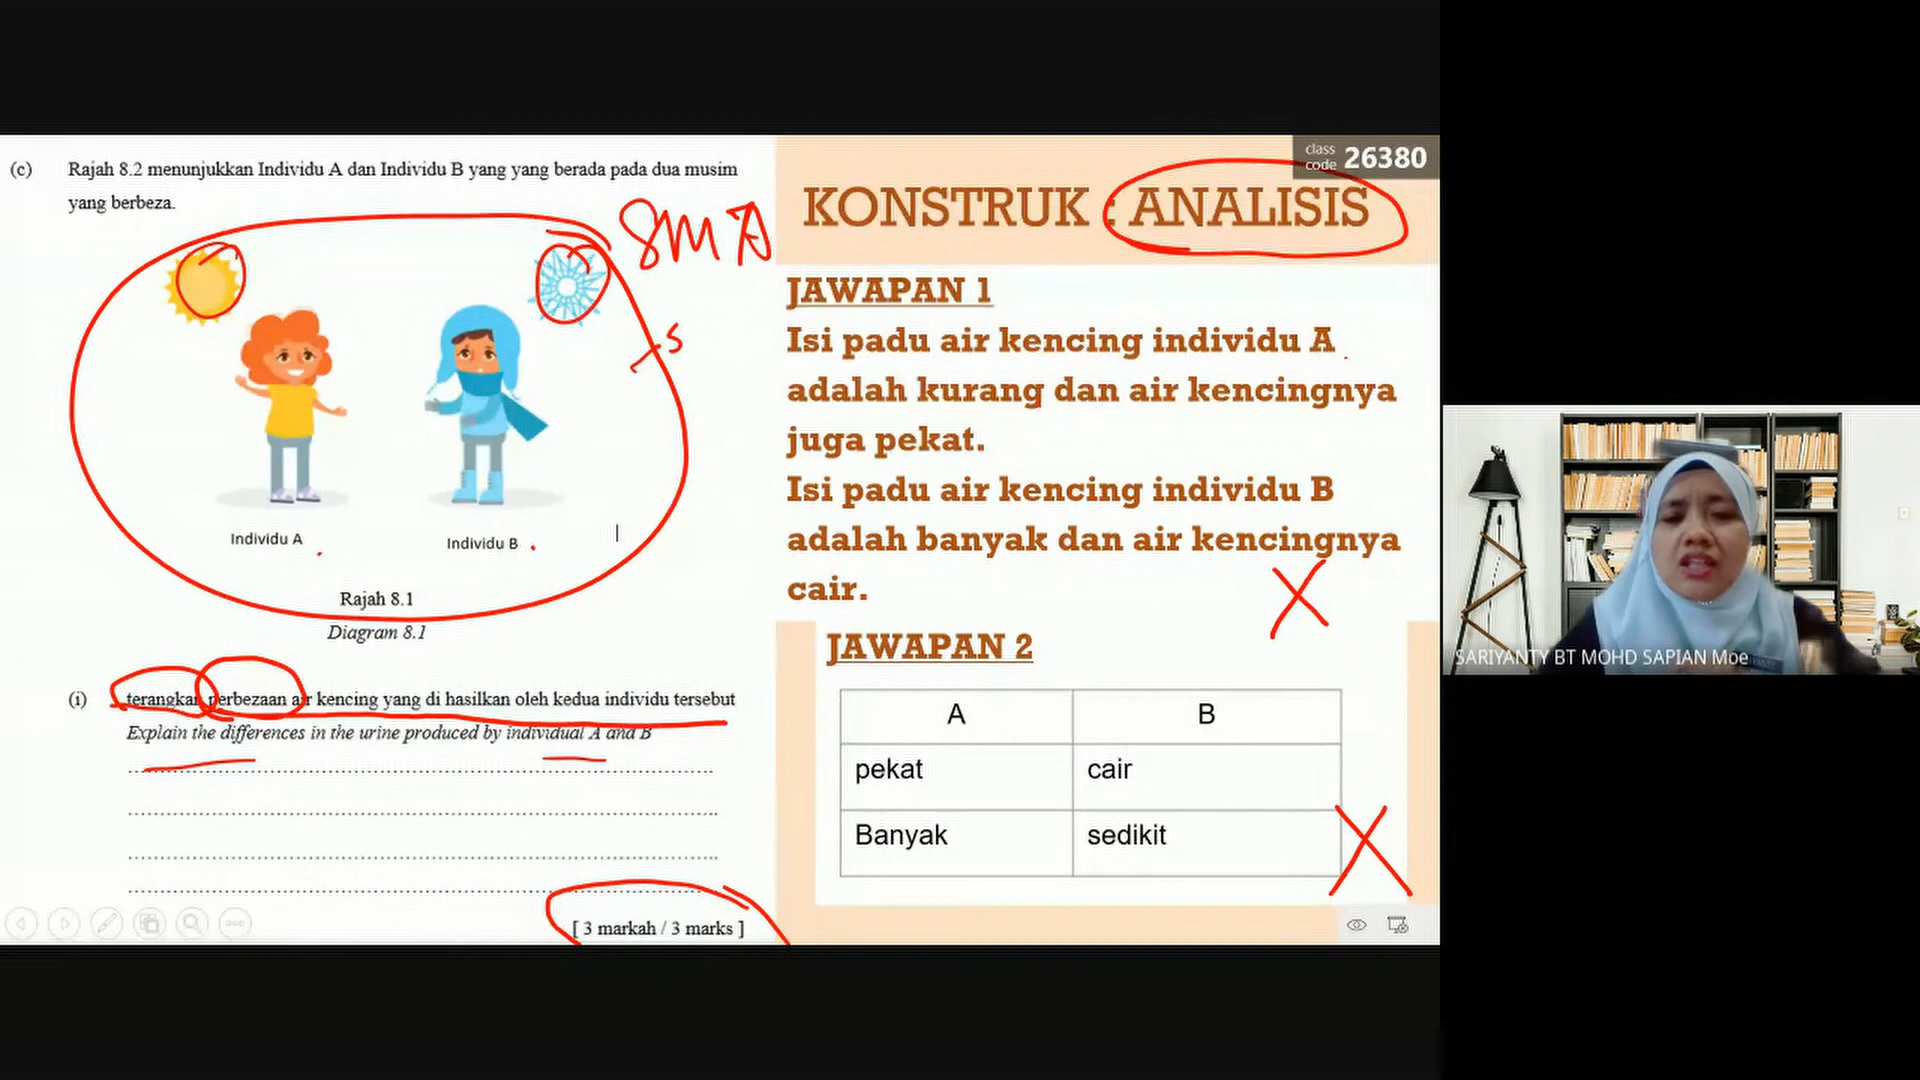 (c) Rajah 8.2 menunjukkan Individu A dan Individu B yang yang berada pada dua musim
yang berbeza.
8M
S
Individu A
Individu B
Rajah 8.1
Diagram 8.1
(i) terangkan perbezaan air kencing yang di hasilkan oleh kedua individu tersebut
Explain the differences in the urine produced by individual A and B
[ 3 markah / 3 marks ]
class code 26380
KONSTRUK : ANALISIS
JAWAPAN 1
Isi padu air kencing individu A
adalah kurang dan air kencingnya
juga pekat.
Isi padu air kencing individu B
adalah banyak dan air kencingnya
cair.
JAWAPAN 2
A B
pekat cair
Banyak sedikit
SARIYANTY BT MOHD SAPIAN Moe